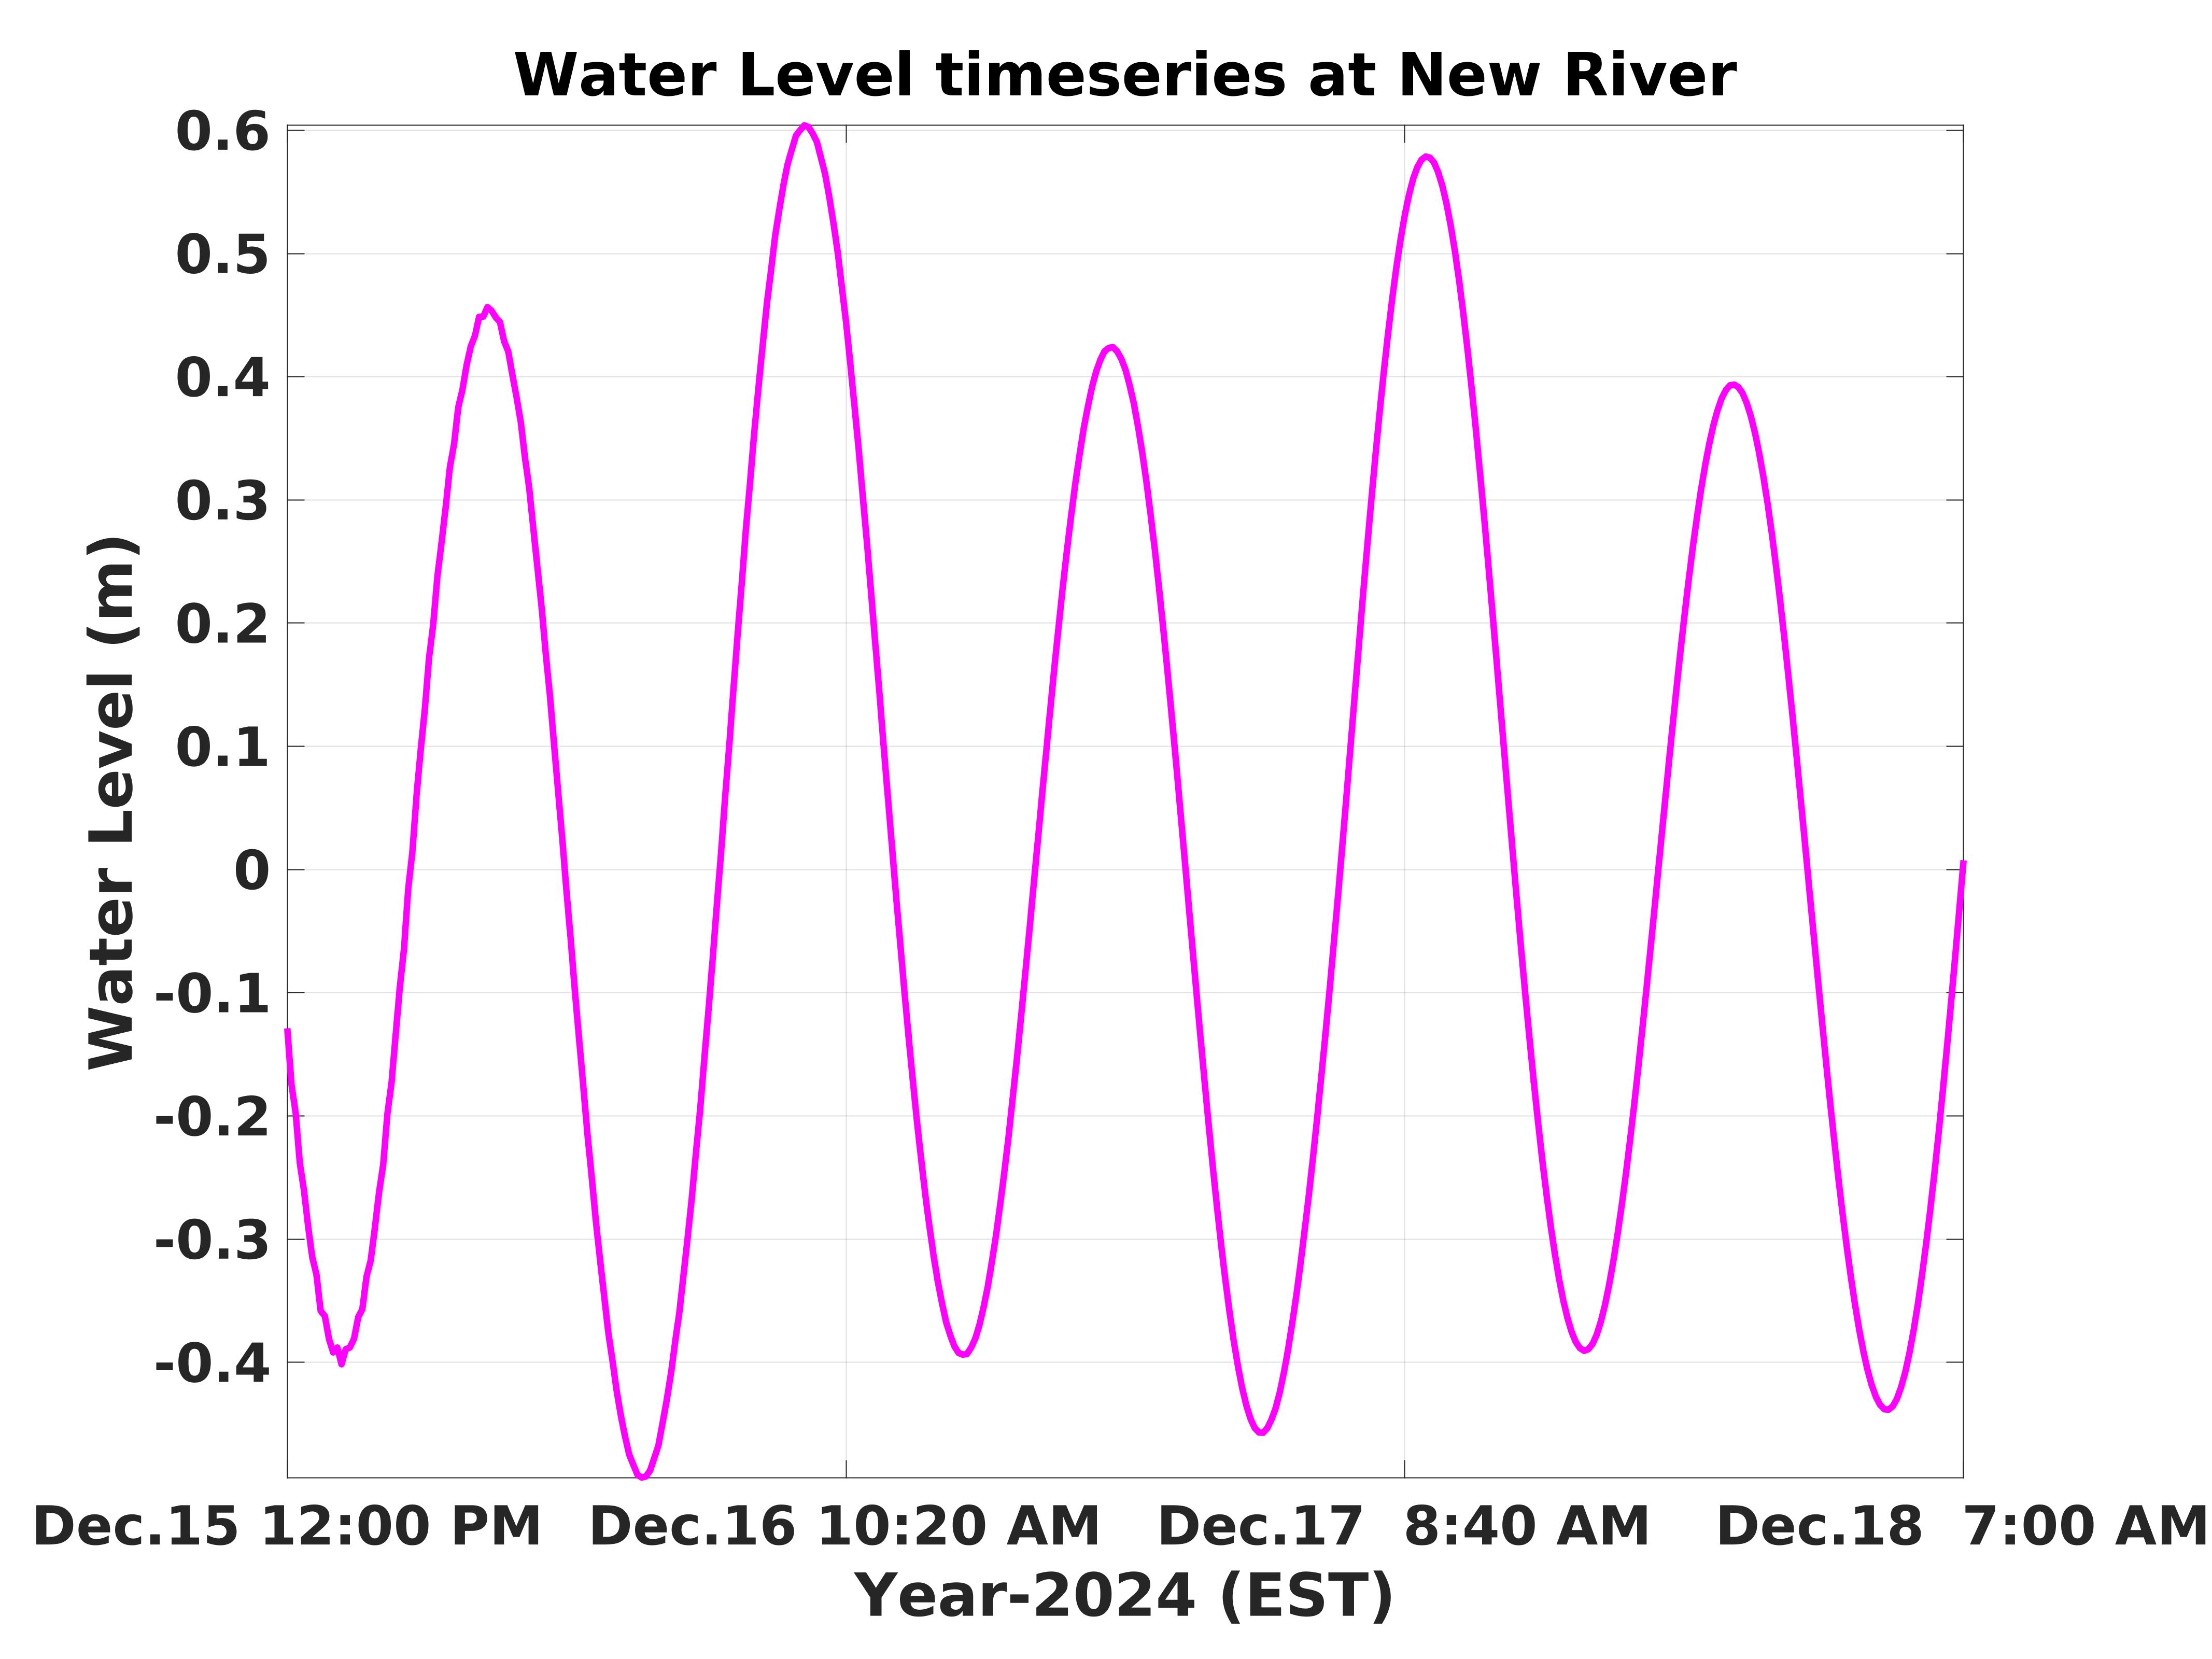 Water Level timeseries at New River
0.6
0.5
0.4
0.3
0.2
0.1
0
-0.1
-0.2
-0.3
-0.4
Water Level (m)
Dec.15 12:00 PM Dec.16 10:20 AM Dec.17 8:40 AM Dec.18 7:00 AM
Year-2024 (EST)